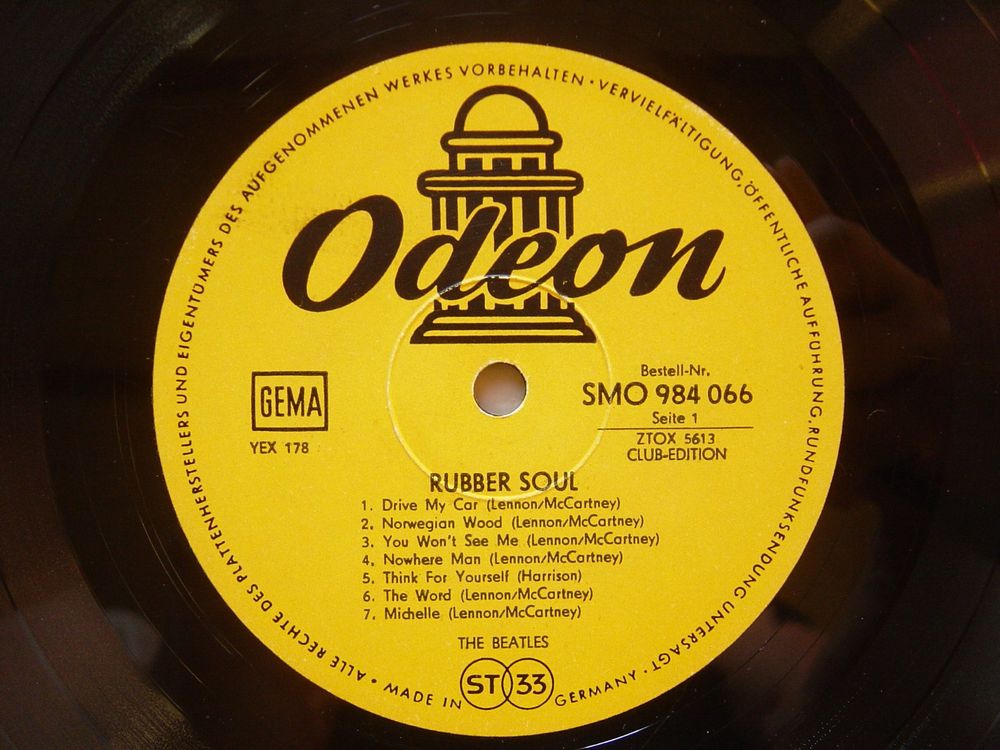 ALLE RECHTE DES PLATTENHERSTELLERS UND EIGENTÜMERS DES AUFGENOMMENEN WERKES VORBEHALTEN · VERVIELFÄLTIGUNG, ÖFFENTLICHE AUFFÜHRUNG, RUNDFUNKSENDUNG UNTERSAGT ·
Odeon
GEMA
YEX 178
Bestell-Nr.
SMO 984 066
Seite 1
ZTOX 5613
CLUB-EDITION
RUBBER SOUL
1. Drive My Car (Lennon/McCartney)
2. Norwegian Wood (Lennon/McCartney)
3. You Won't See Me (Lennon/McCartney)
4. Nowhere Man (Lennon/McCartney)
5. Think For Yourself (Harrison)
6. The Word (Lennon/McCartney)
7. Michelle (Lennon/McCartney)
THE BEATLES
ST 33
• MADE IN GERMANY ·